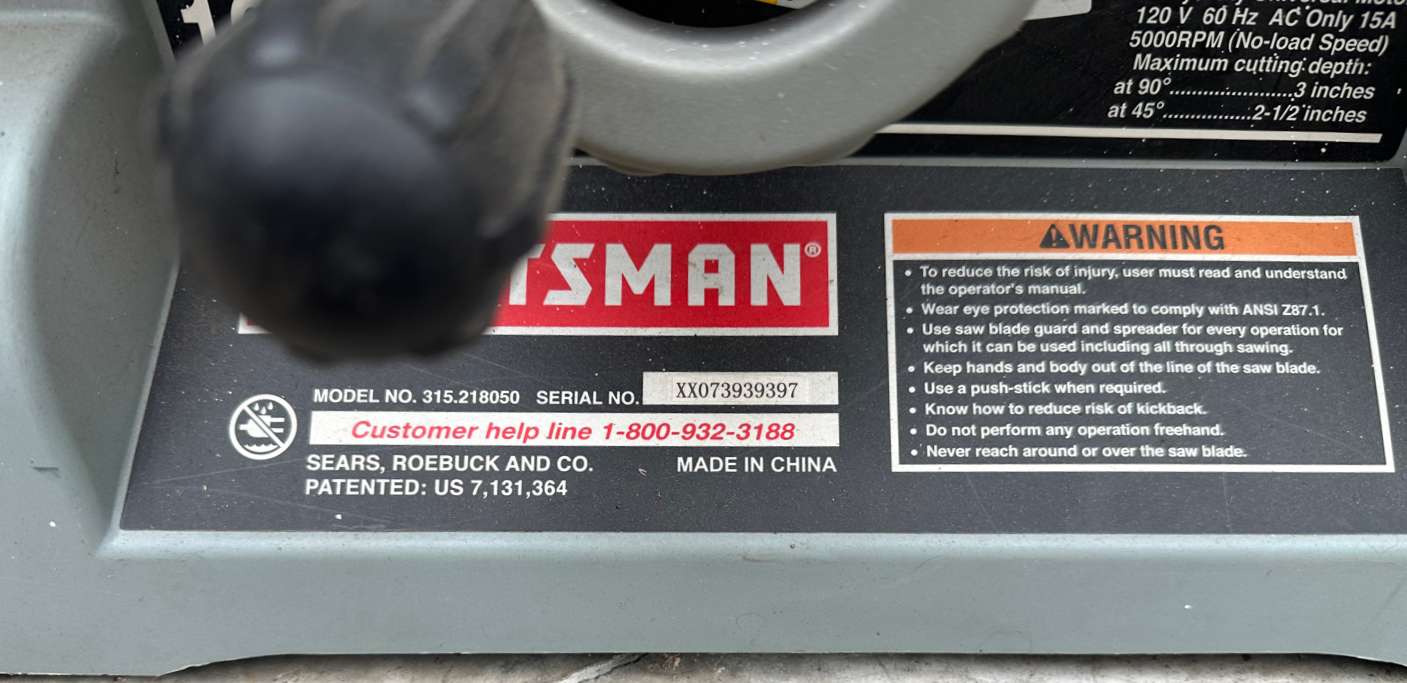 120 V 60 Hz AC Only 15A
5000RPM (No-load Speed)
Maximum cutting depth:
at 90°......................3 inches
at 45°................2-1/2 inches
TSMAN®
WARNING
• To reduce the risk of injury, user must read and understand
the operator's manual.
• Wear eye protection marked to comply with ANSI Z87.1.
• Use saw blade guard and spreader for every operation for
which it can be used including all through sawing.
• Keep hands and body out of the line of the saw blade.
• Use a push-stick when required.
• Know how to reduce risk of kickback.
• Do not perform any operation freehand.
• Never reach around or over the saw blade.
MODEL NO. 315.218050 SERIAL NO. XX073939397
Customer help line 1-800-932-3188
SEARS, ROEBUCK AND CO. MADE IN CHINA
PATENTED: US 7,131,364